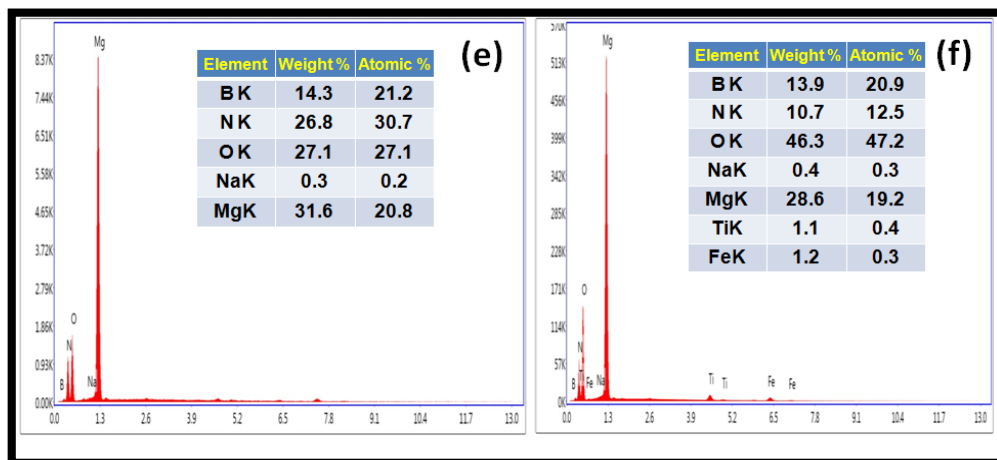 (e)
Mg
8.37K
7.44K
6.51K
5.58K
4.65K
3.72K
2.79K
1.86K
0.93K
0.00K
Element Weight % Atomic %
B K 14.3 21.2
N K 26.8 30.7
O K 27.1 27.1
NaK 0.3 0.2
MgK 31.6 20.8
O
N
B
Na
0.0 1.3 2.6 3.9 5.2 6.5 7.8 9.1 10.4 11.7 13.0
(f)
Mg
570K
513K
456K
399K
342K
285K
228K
171K
114K
57K
0K
Element Weight % Atomic %
B K 13.9 20.9
N K 10.7 12.5
O K 46.3 47.2
NaK 0.4 0.3
MgK 28.6 19.2
TiK 1.1 0.4
FeK 1.2 0.3
O
N
Ti
B Fe Na
Ti Ti Fe Fe
0.0 1.3 2.6 3.9 5.2 6.5 7.8 9.1 10.4 11.7 13.0